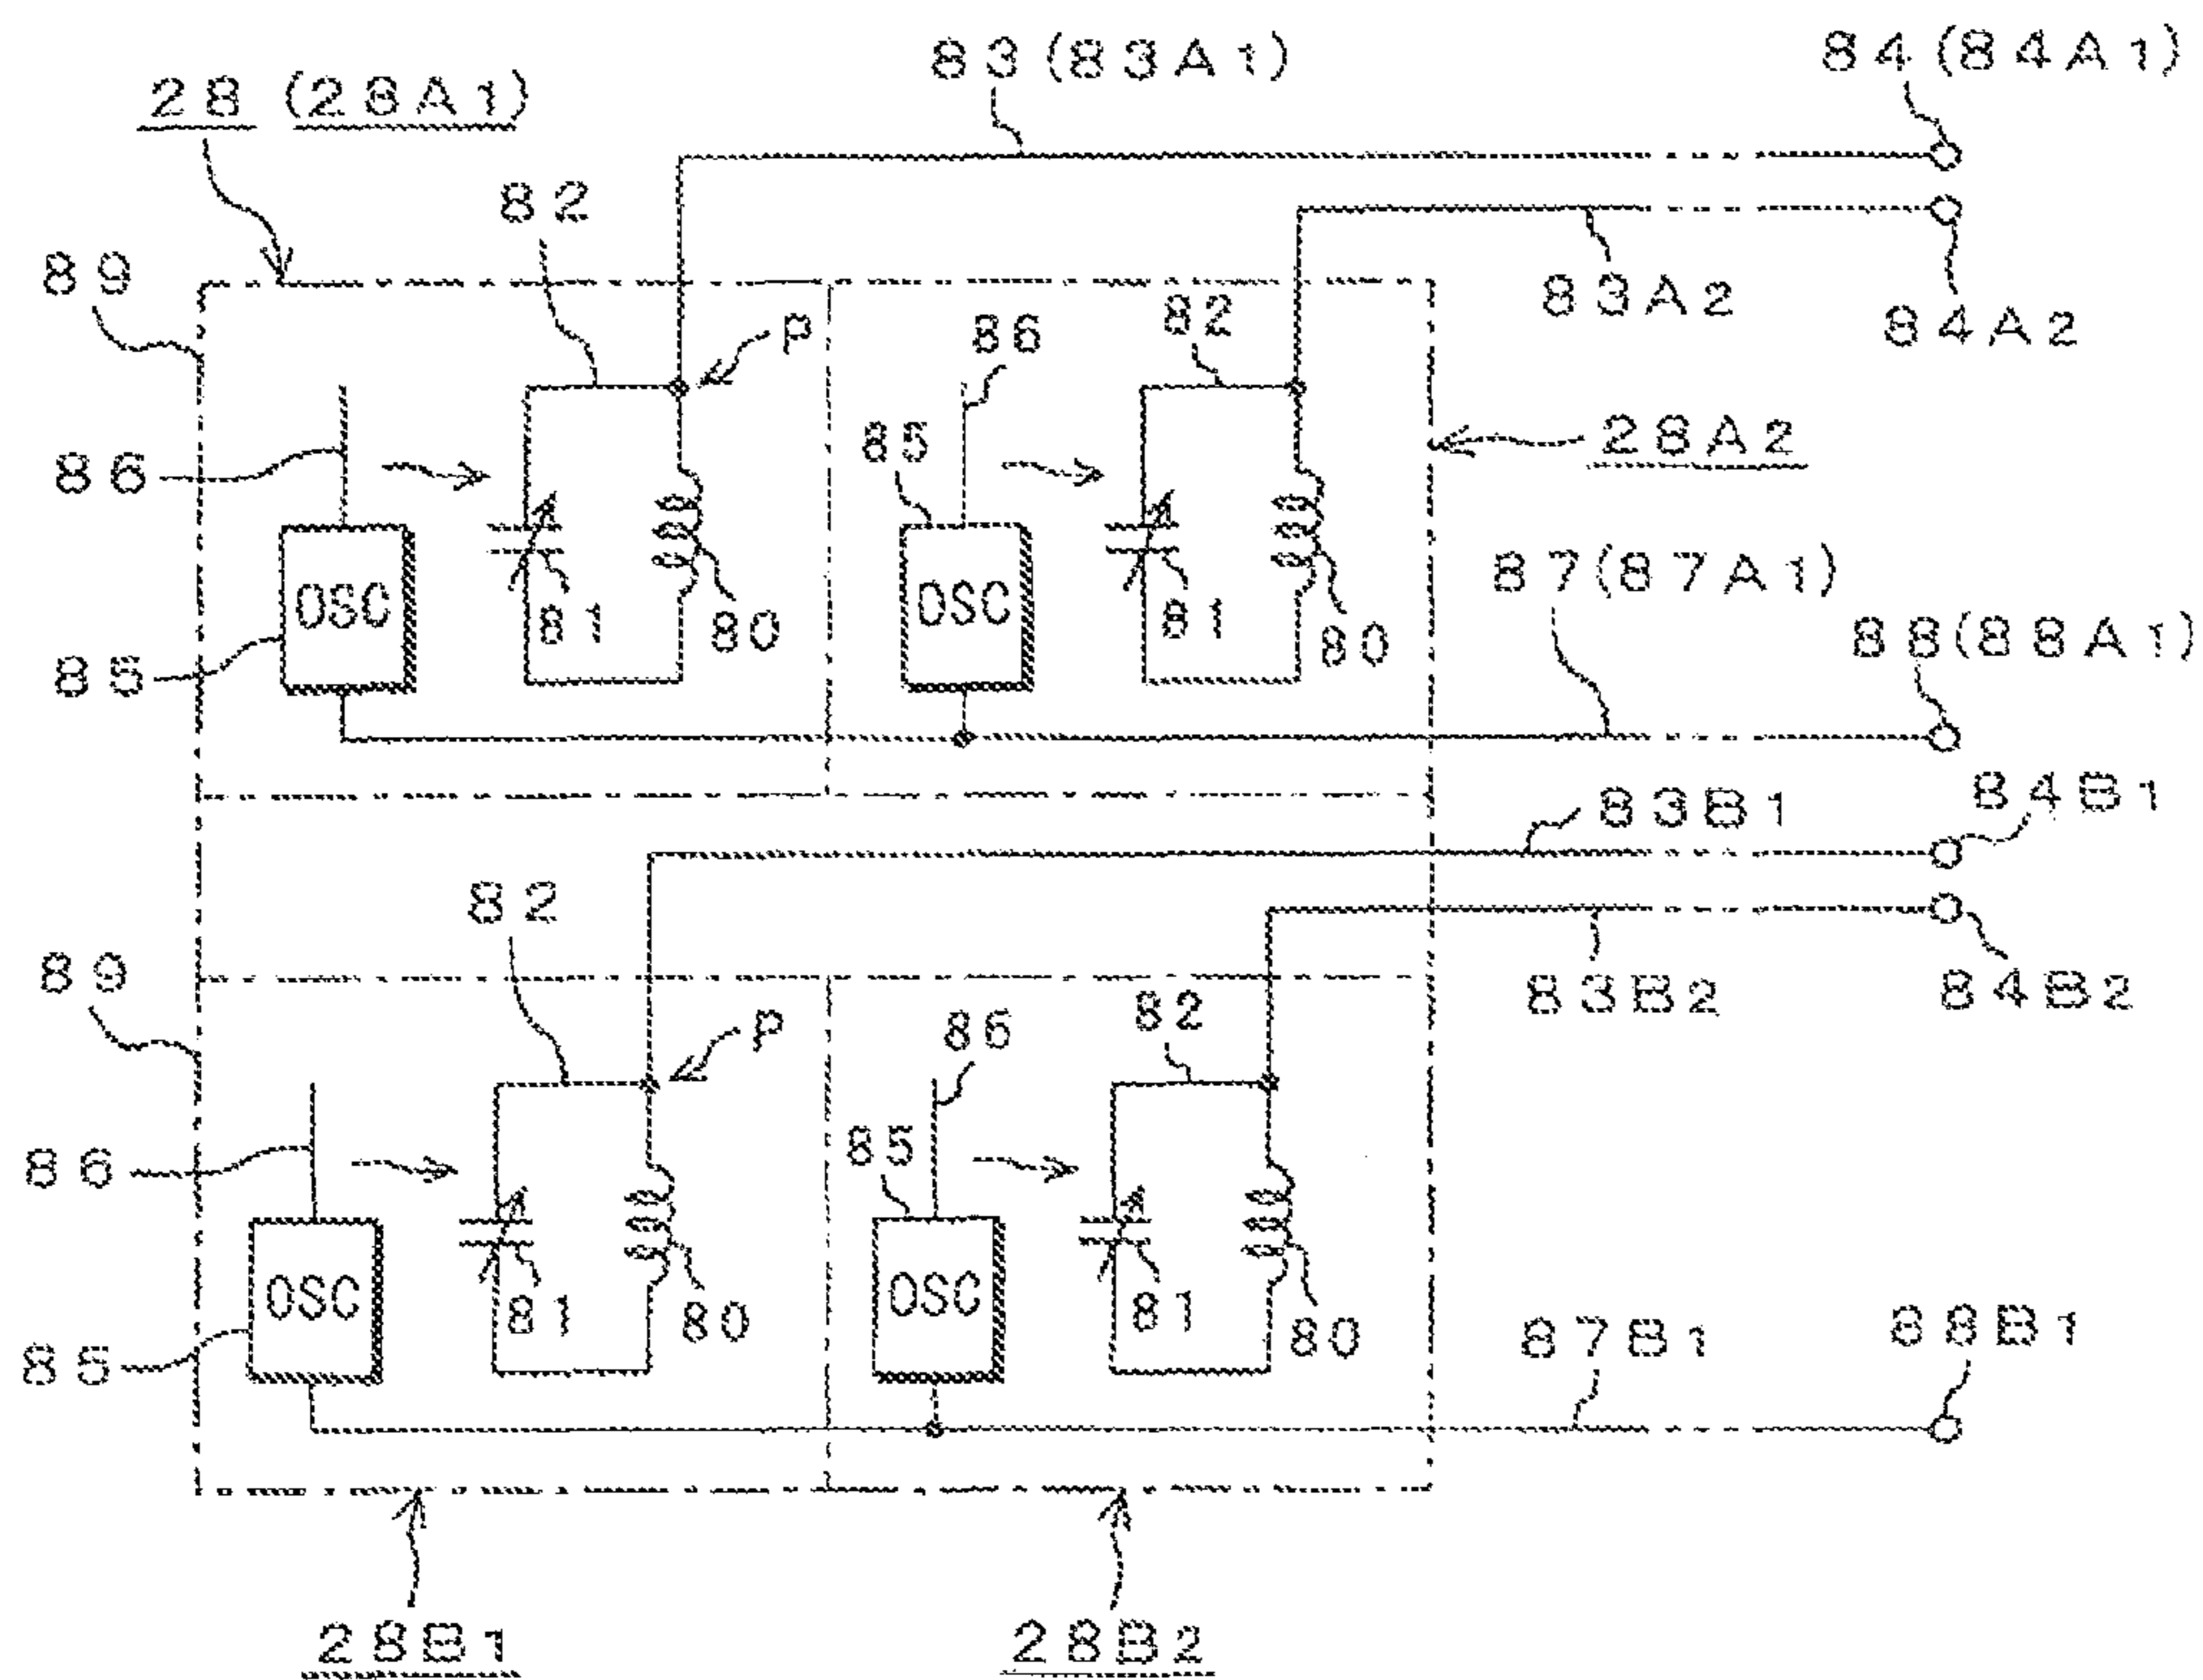 83 (83A1)
84 (84A1)
28 (28A1)
82
89
83A2
84A2
P
86
82
28A2
85
86
OSC
OSC
87 (87A1)
81
80
81
80
88 (88A1)
85
84B1
83B1
82
89
83B2
84B2
P
86
82
85
86
OSC
OSC
81
80
81
80
87B1
88B1
85
28B1
28B2